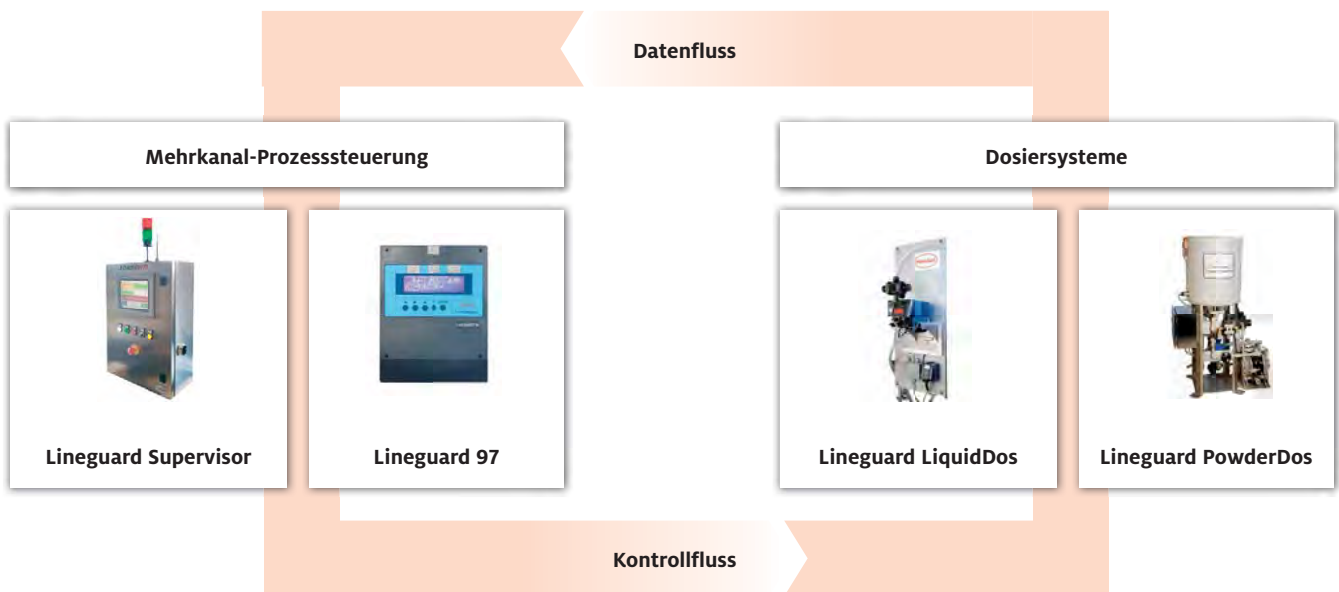 Datenfluss
Mehrkanal-Prozesssteuerung
Dosiersysteme
Lineguard Supervisor
Lineguard 97
Lineguard LiquidDos
Lineguard PowderDos
Kontrollfluss